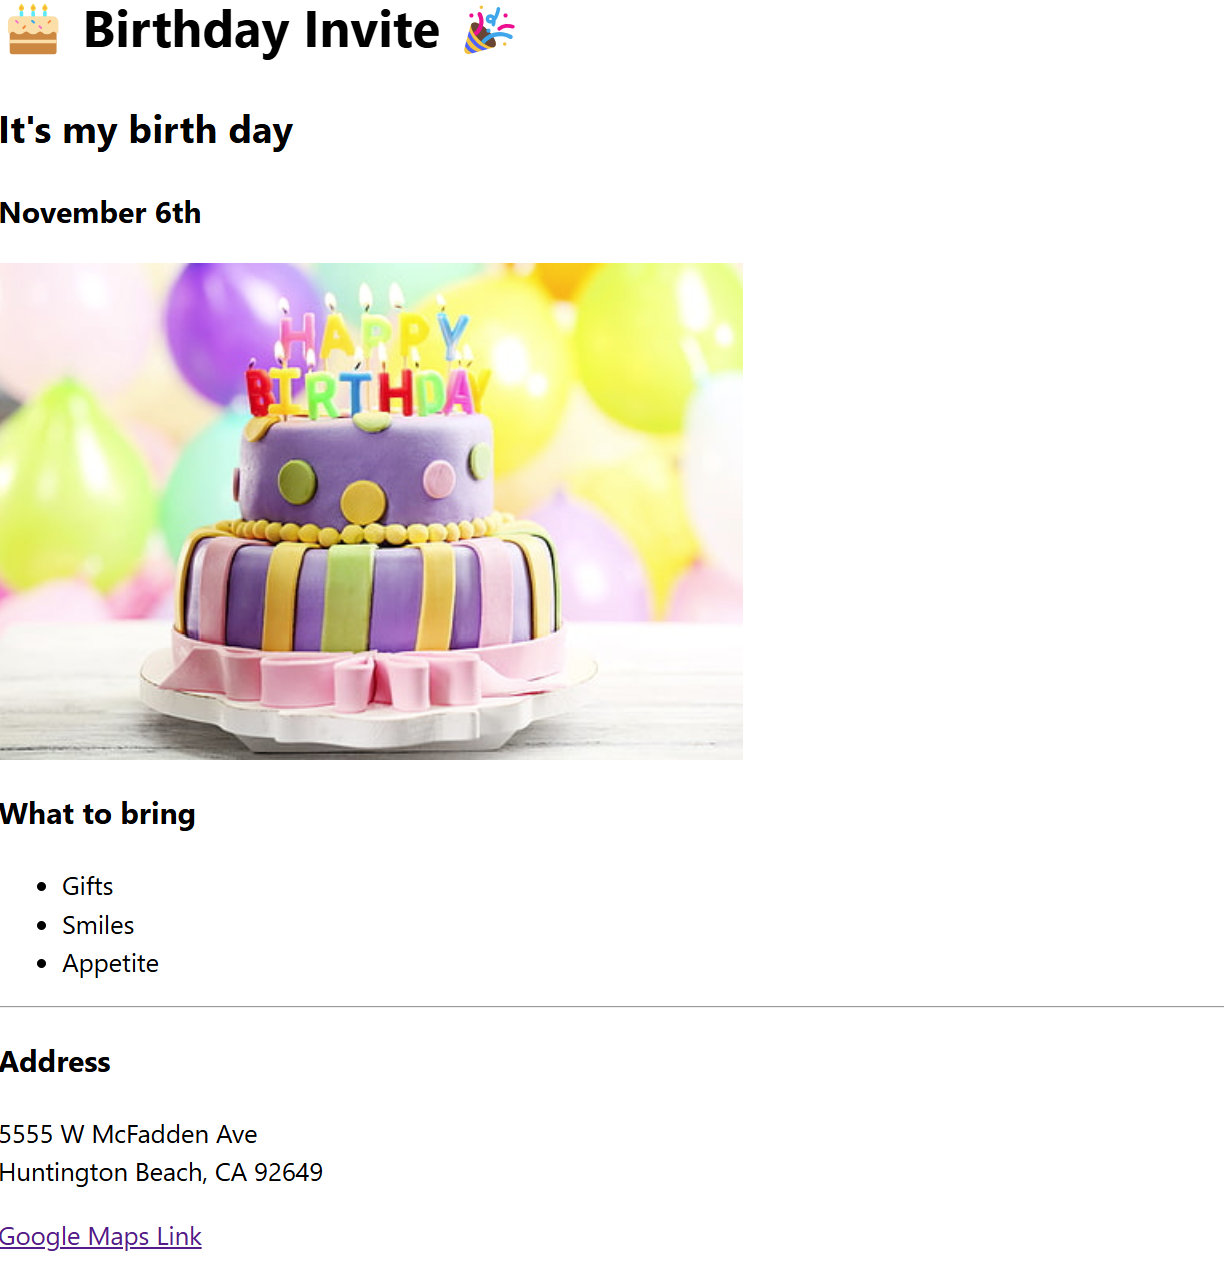 🎂 Birthday Invite 🎉
It's my birth day
November 6th
HAPPY
BIRTHDAY
What to bring
• Gifts
• Smiles
• Appetite
Address
5555 W McFadden Ave
Huntington Beach, CA 92649
Google Maps Link